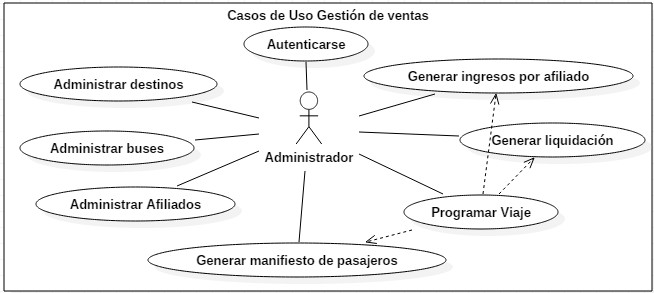 Casos de Uso Gestión de ventas
Autenticarse
Administrar destinos
Generar ingresos por afiliado
Administrar buses
Generar liquidación
Administrador
Administrar Afiliados
Programar Viaje
Generar manifiesto de pasajeros